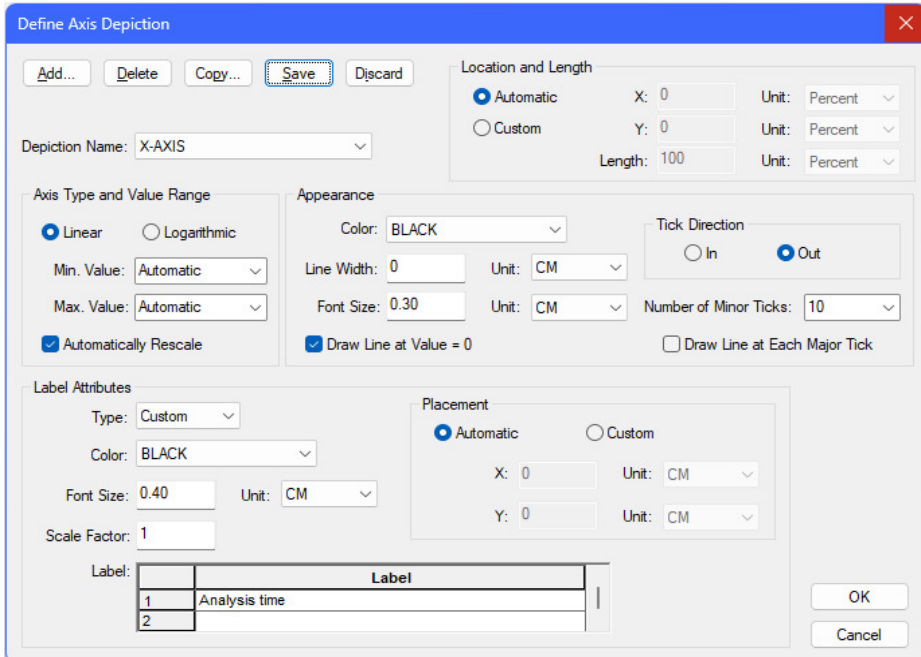 Define Axis Depiction
Add... Delete Copy... Save Discard
Location and Length
Automatic X: 0 Unit: Percent
Custom Y: 0 Unit: Percent
Length: 100 Unit: Percent
Depiction Name: X-AXIS
Axis Type and Value Range
Linear Logarithmic
Min. Value: Automatic
Max. Value: Automatic
Automatically Rescale
Appearance
Color: BLACK
Line Width: 0 Unit: CM
Font Size: 0.30 Unit: CM
Draw Line at Value = 0
Tick Direction
In Out
Number of Minor Ticks: 10
Draw Line at Each Major Tick
Label Attributes
Type: Custom
Color: BLACK
Font Size: 0.40 Unit: CM
Scale Factor: 1
Placement
Automatic Custom
X: 0 Unit: CM
Y: 0 Unit: CM
Label:
Label
1 Analysis time
2
OK
Cancel